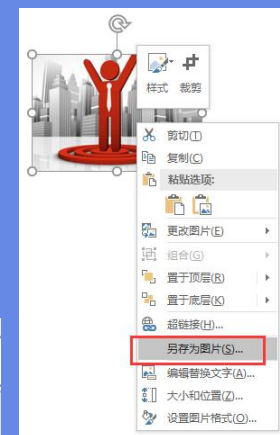 样式 裁剪
剪切(T)
复制(C)
粘贴选项:
更改图片(E)
组合(G)
置于顶层(R)
置于底层(K)
超链接(H)...
另存为图片(S)...
编辑替换文字(A)...
大小和位置(Z)...
设置图片格式(O)...